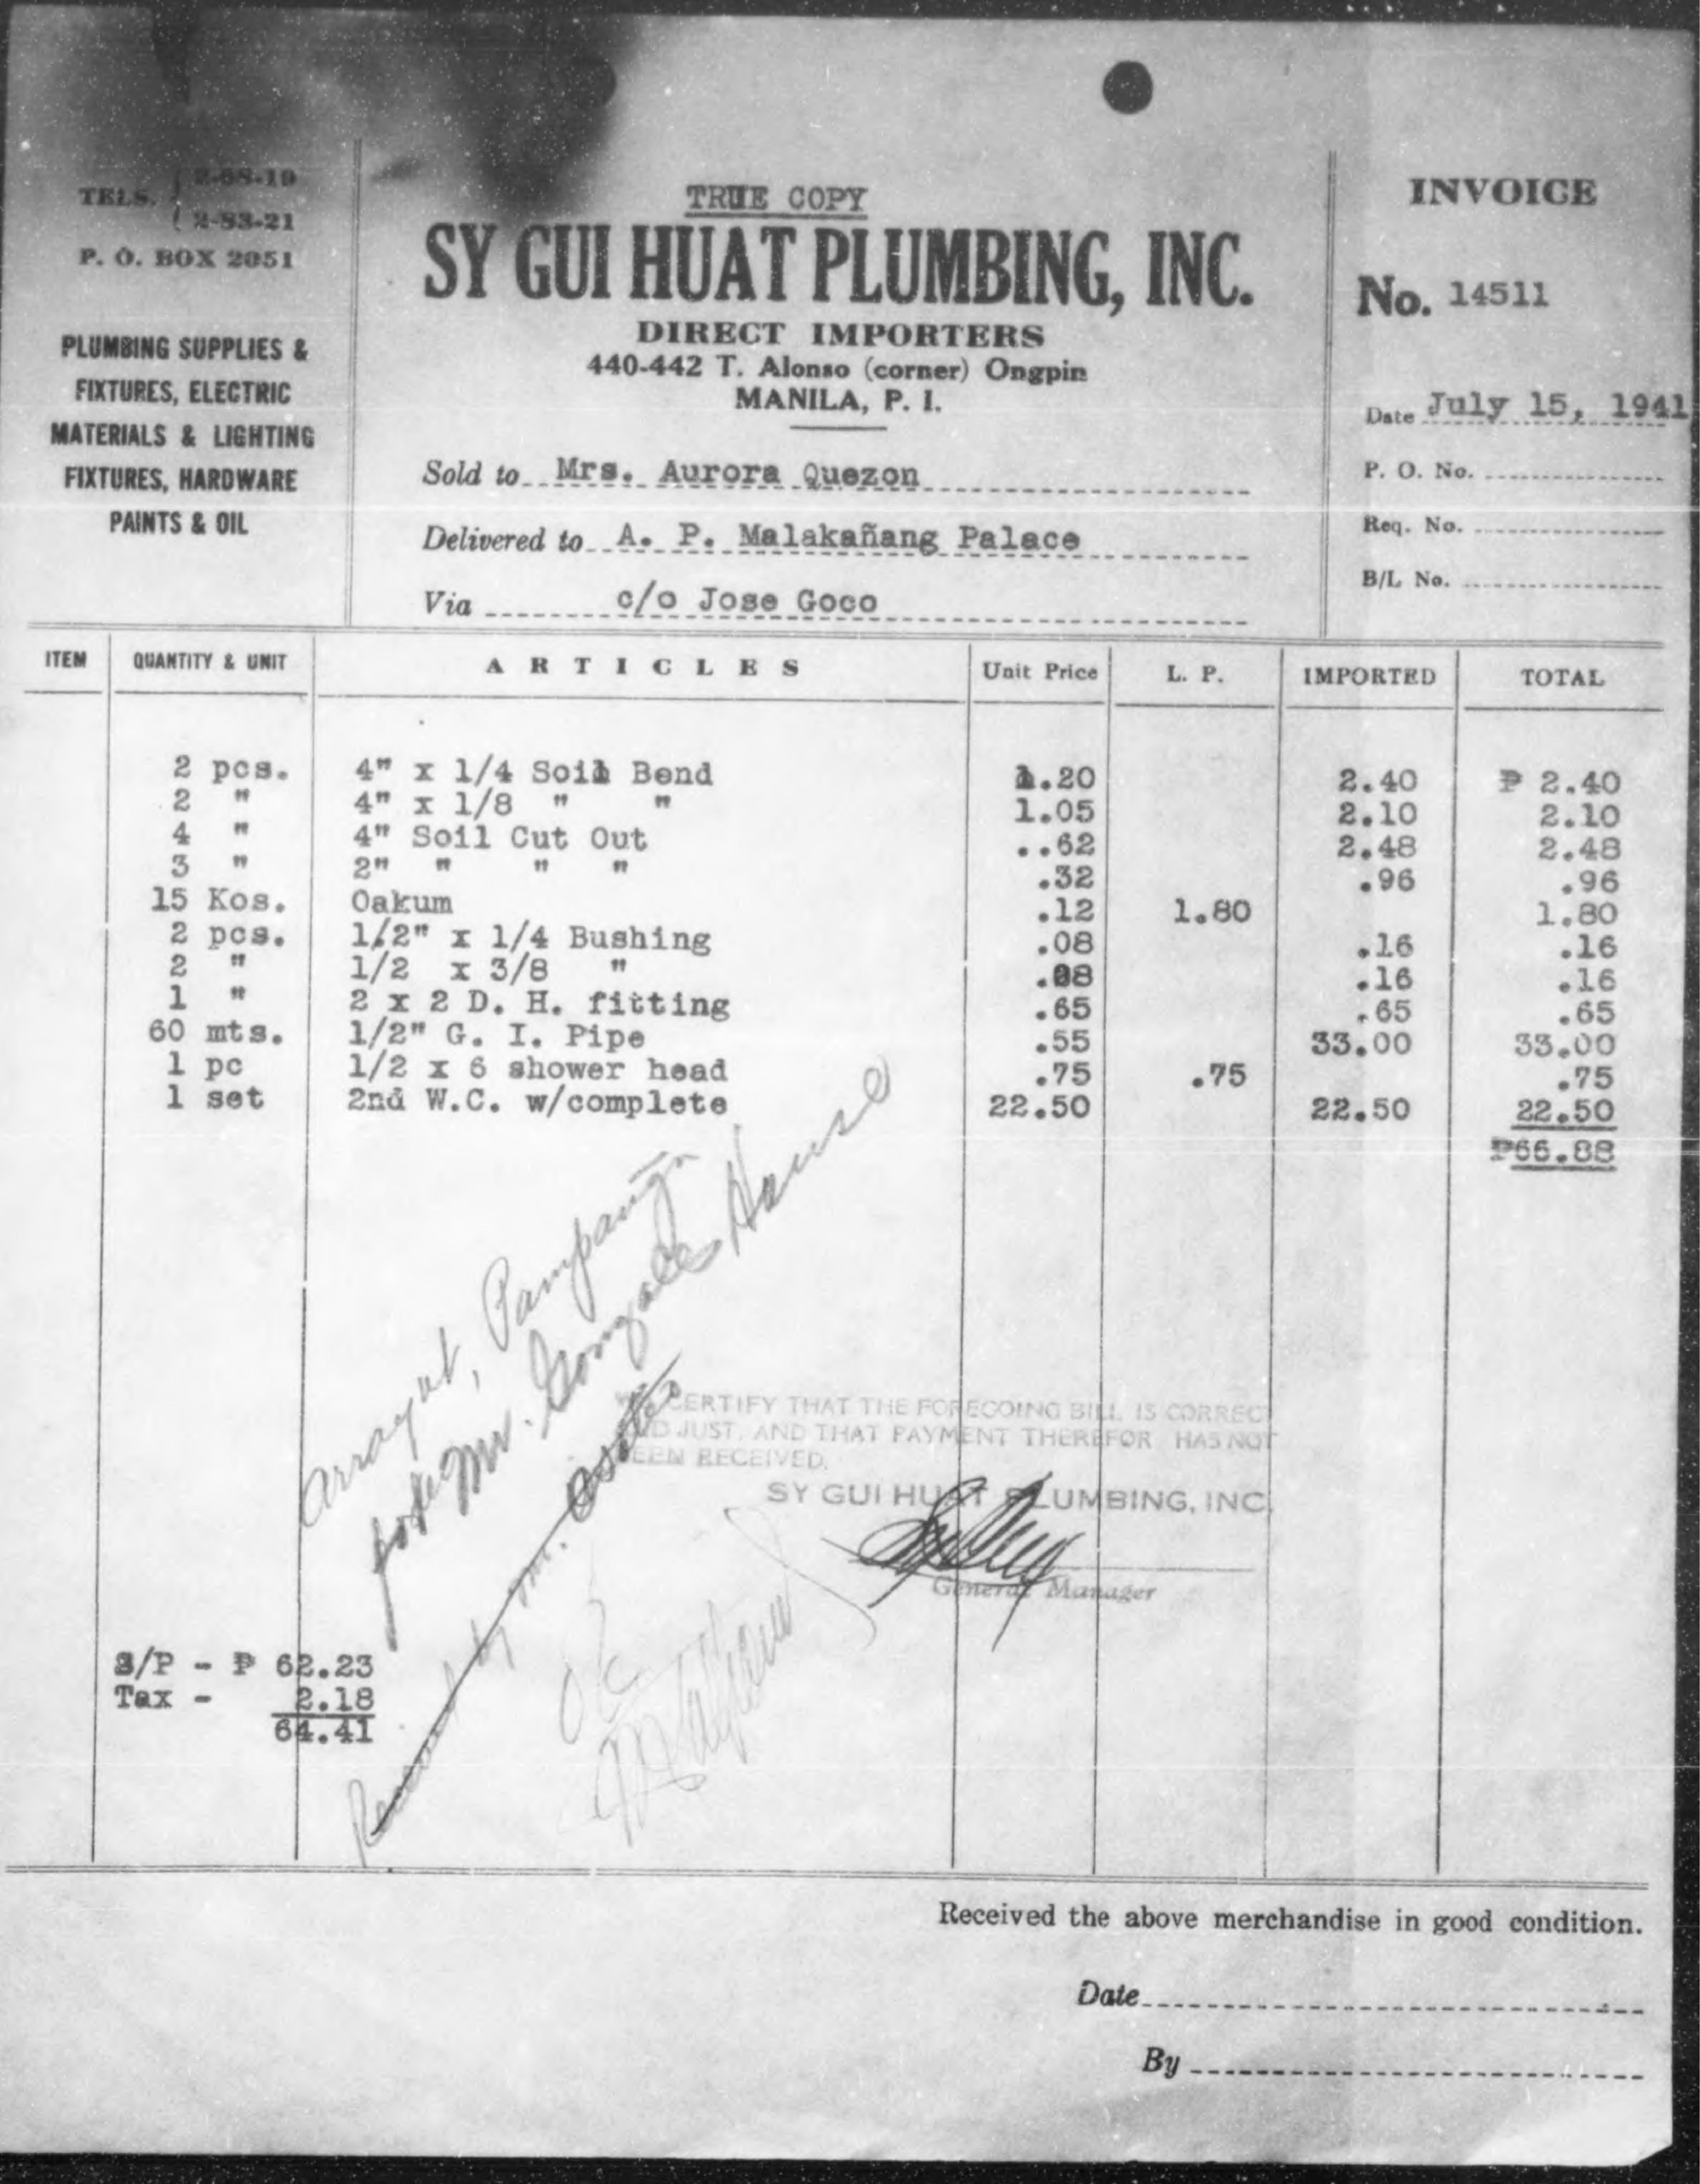 TELS. 2-68-19
2-83-21
P. O. BOX 2051
PLUMBING SUPPLIES &
FIXTURES, ELECTRIC
MATERIALS & LIGHTING
FIXTURES, HARDWARE
PAINTS & OIL
TRUE COPY
SY GUI HUAT PLUMBING, INC.
DIRECT IMPORTERS
440-442 T. Alonso (corner) Ongpin
MANILA, P. I.
Sold to Mrs. Aurora Quezon
Delivered to A. P. Malakañang Palace
Via c/o Jose Goco
INVOICE
No. 14511
Date July 15, 1941
P. O. No.
Req. No.
B/L No.
ITEM QUANTITY & UNIT ARTICLES Unit Price L. P. IMPORTED TOTAL
2 pcs. 4" x 1/4 Soil Bend 1.20 2.40 ₱ 2.40
2 " 4" x 1/8 " " 1.05 2.10 2.10
4 " 4" Soil Cut Out ..62 2.48 2.48
3 " 2" " " " .32 .96 .96
15 Kos. Oakum .12 1.80 1.80
2 pcs. 1/2" x 1/4 Bushing .08 .16 .16
2 " 1/2 x 3/8 " .08 .16 .16
1 " 2 x 2 D. H. fitting .65 .65 .65
60 mts. 1/2" G. I. Pipe .55 33.00 33.00
1 pc 1/2 x 6 shower head .75 .75 .75
1 set 2nd W.C. w/complete 22.50 22.50 22.50
₱66.88
Arrayat, Pampanga
Mr. Gonzales House
Received by Mr.
CERTIFY THAT THE FOREGOING BILL IS CORRECT
AND JUST, AND THAT PAYMENT THEREFOR HAS NOT
BEEN RECEIVED.
SY GUI HUAT PLUMBING, INC.
General Manager
OK
S/P - ₱ 62.23
Tax - 2.18
64.41
Received the above merchandise in good condition.
Date
By